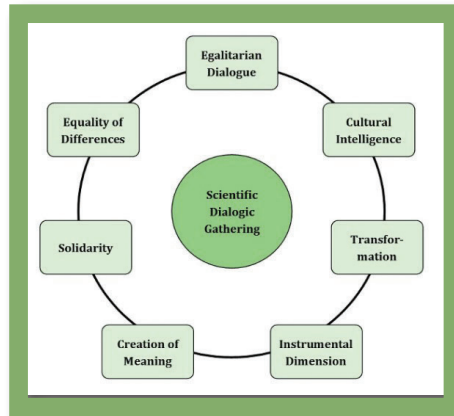 Egalitarian
Dialogue
Equality of
Differences
Cultural
Intelligence
Scientific
Dialogic
Gathering
Solidarity
Transfor-
mation
Creation of
Meaning
Instrumental
Dimension